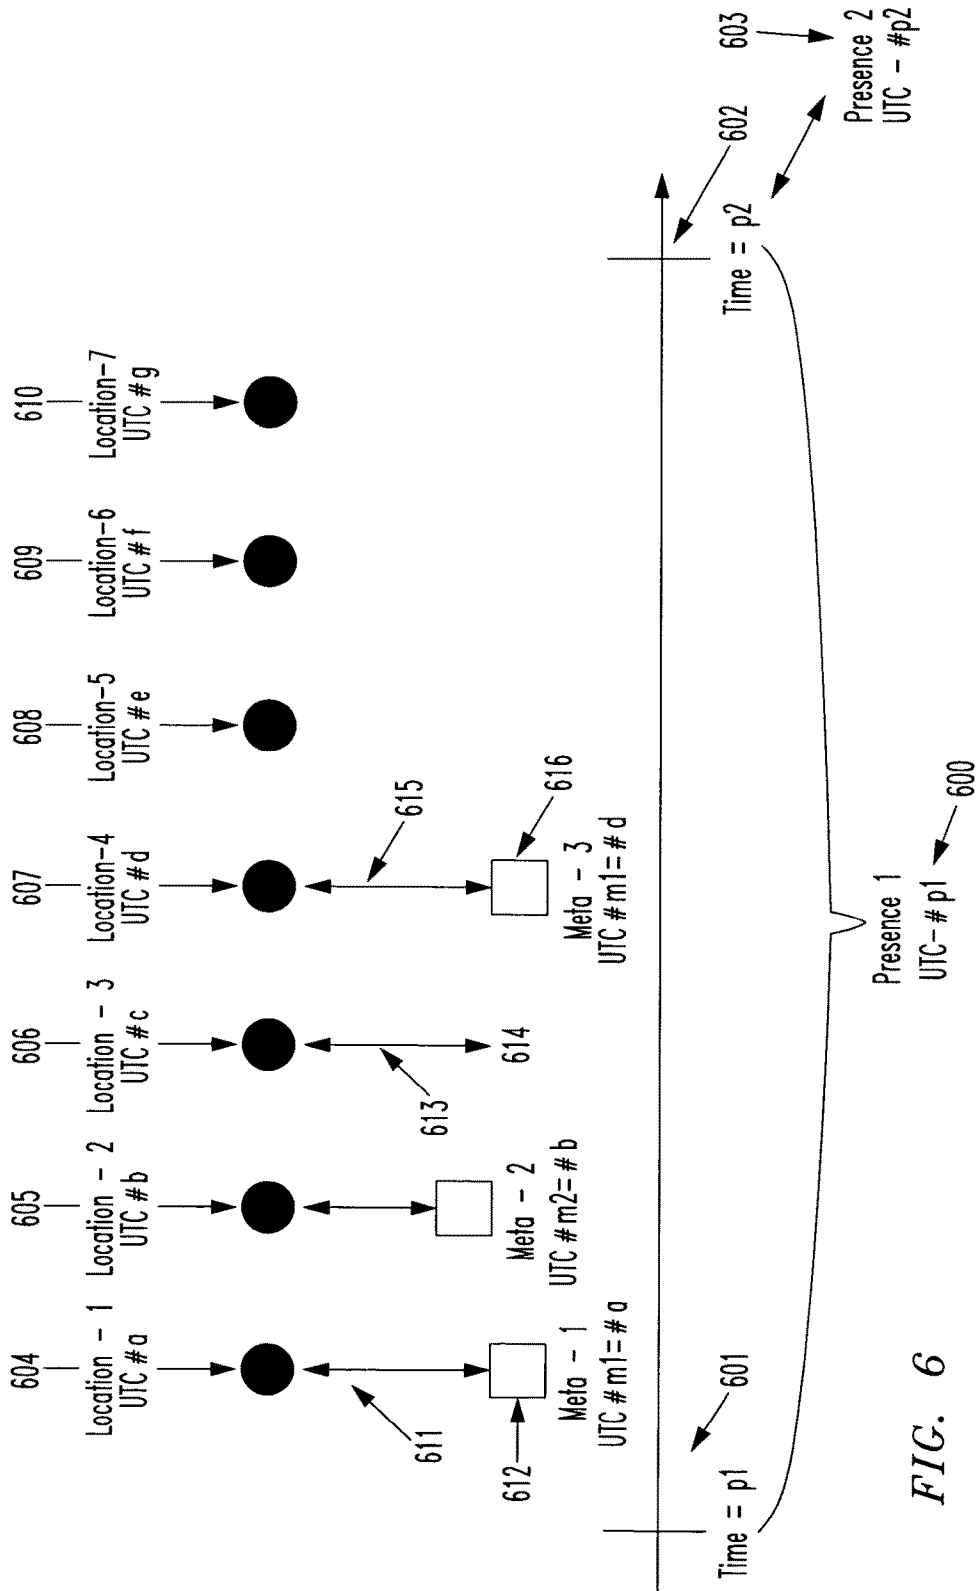 604
Location - 1
UTC #a
605
Location - 2
UTC #b
606
Location - 3
UTC #c
607
Location-4
UTC #d
608
Location-5
UTC #e
609
Location-6
UTC #f
610
Location-7
UTC #g
611
612
Meta - 1
UTC #m1=#a
Meta - 2
UTC #m2=#b
613
614
615
616
Meta - 3
UTC #m1=#d
601
602
603
Time = p1
Time = p2
Presence 2
UTC - #p2
Presence 1
UTC-#p1
600
FIG. 6